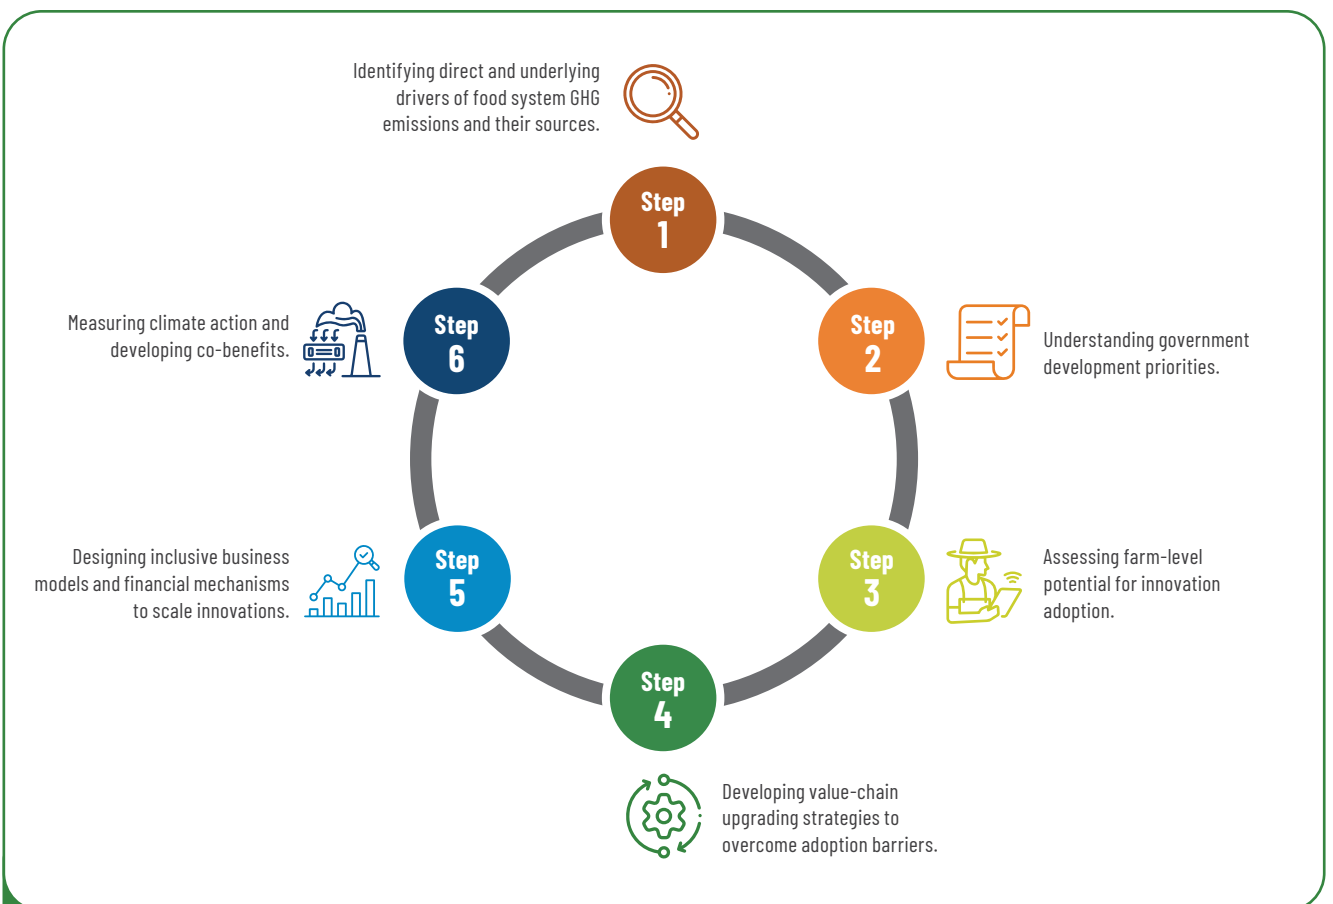 Identifying direct and underlying
drivers of food system GHG
emissions and their sources.
Step
1
Step
2
Understanding government
development priorities.
Step
3
Assessing farm-level
potential for innovation
adoption.
Step
4
Developing value-chain
upgrading strategies to
overcome adoption barriers.
Step
5
Designing inclusive business
models and financial mechanisms
to scale innovations.
Step
6
Measuring climate action and
developing co-benefits.